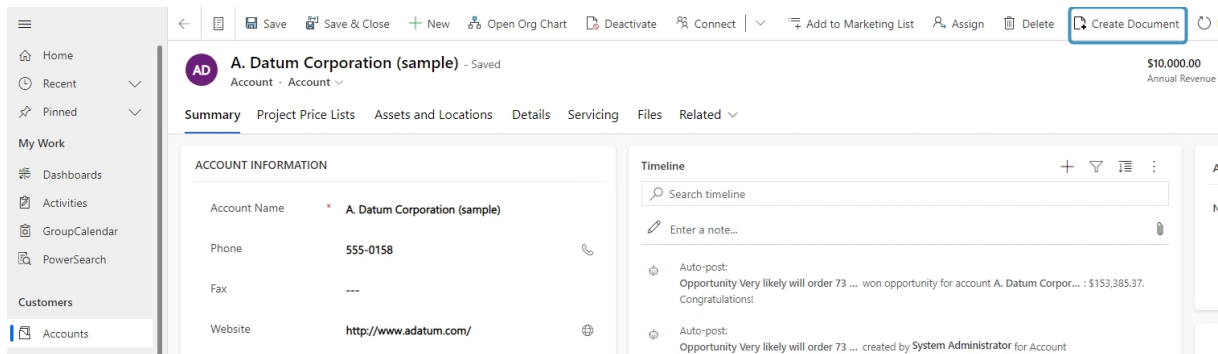 Save
Save & Close
New
Open Org Chart
Deactivate
Connect
Add to Marketing List
Assign
Delete
Create Document
Home
Recent
Pinned
My Work
Dashboards
Activities
GroupCalendar
PowerSearch
Customers
Accounts
AD
A. Datum Corporation (sample) - Saved
Account · Account
$10,000.00
Annual Revenue
Summary Project Price Lists Assets and Locations Details Servicing Files Related
ACCOUNT INFORMATION
Account Name * A. Datum Corporation (sample)
Phone 555-0158
Fax ---
Website http://www.adatum.com/
Timeline
Search timeline
Enter a note...
Auto-post:
Opportunity Very likely will order 73 ... won opportunity for account A. Datum Corpor... : $153,385.37.
Congratulations!
Auto-post:
Opportunity Very likely will order 73 ... created by System Administrator for Account